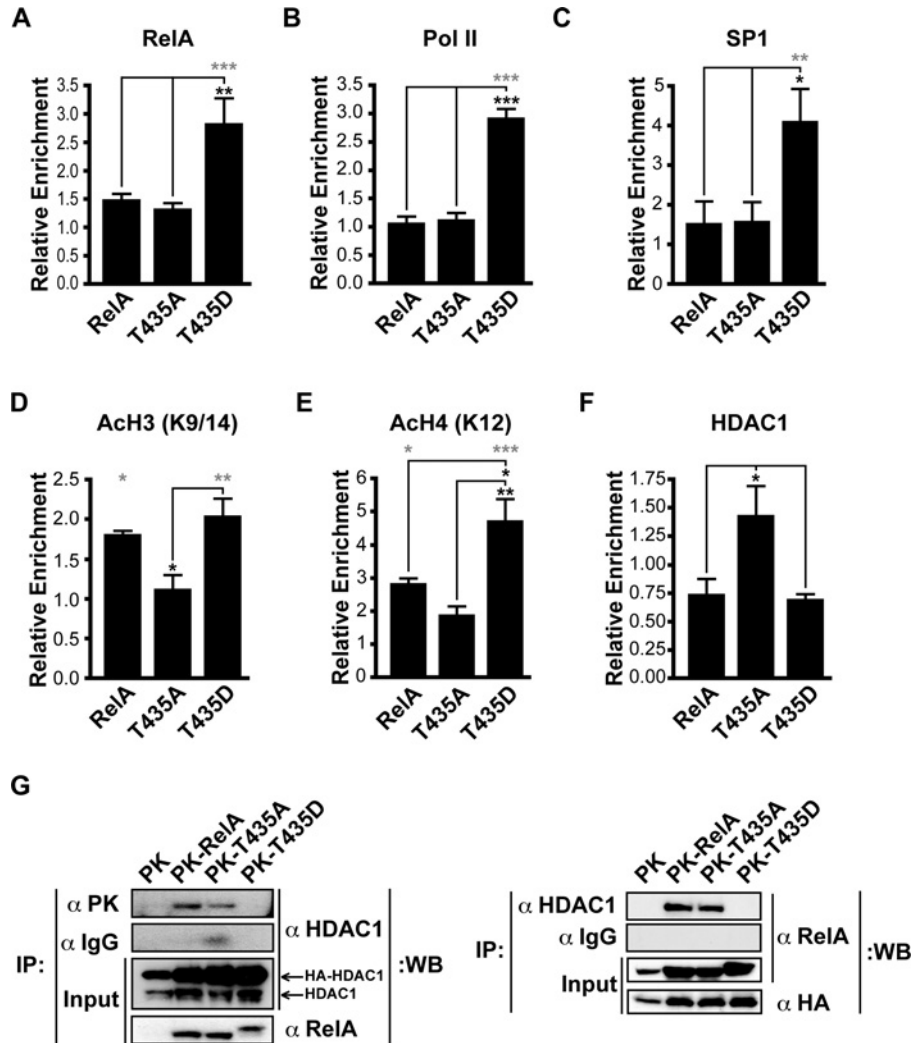 A
RelA
Relative Enrichment
3.5
3.0
2.5
2.0
1.5
1.0
0.5
0.0
***
**
RelA
T435A
T435D
B
Pol II
Relative Enrichment
3.5
3.0
2.5
2.0
1.5
1.0
0.5
0.0
***
***
RelA
T435A
T435D
C
SP1
Relative Enrichment
5
4
2
1
0
**
*
RelA
T435A
T435D
D
AcH3 (K9/14)
Relative Enrichment
2.5
2.0
1.5
1.0
0.5
0.0
*
*
**
RelA
T435A
T435D
E
AcH4 (K12)
Relative Enrichment
6
5
4
3
2
1
0
*
***
*
**
RelA
T435A
T435D
F
HDAC1
Relative Enrichment
1.75
1.50
1.25
1.00
0.75
0.50
0.25
0.00
*
RelA
T435A
T435D
G
PK
PK-RelA
PK-T435A
PK-T435D
IP:
α PK
α IgG
Input
α HDAC1
HA-HDAC1
HDAC1
α RelA
:WB
PK
PK-RelA
PK-T435A
PK-T435D
IP:
α HDAC1
α IgG
Input
α RelA
α HA
:WB